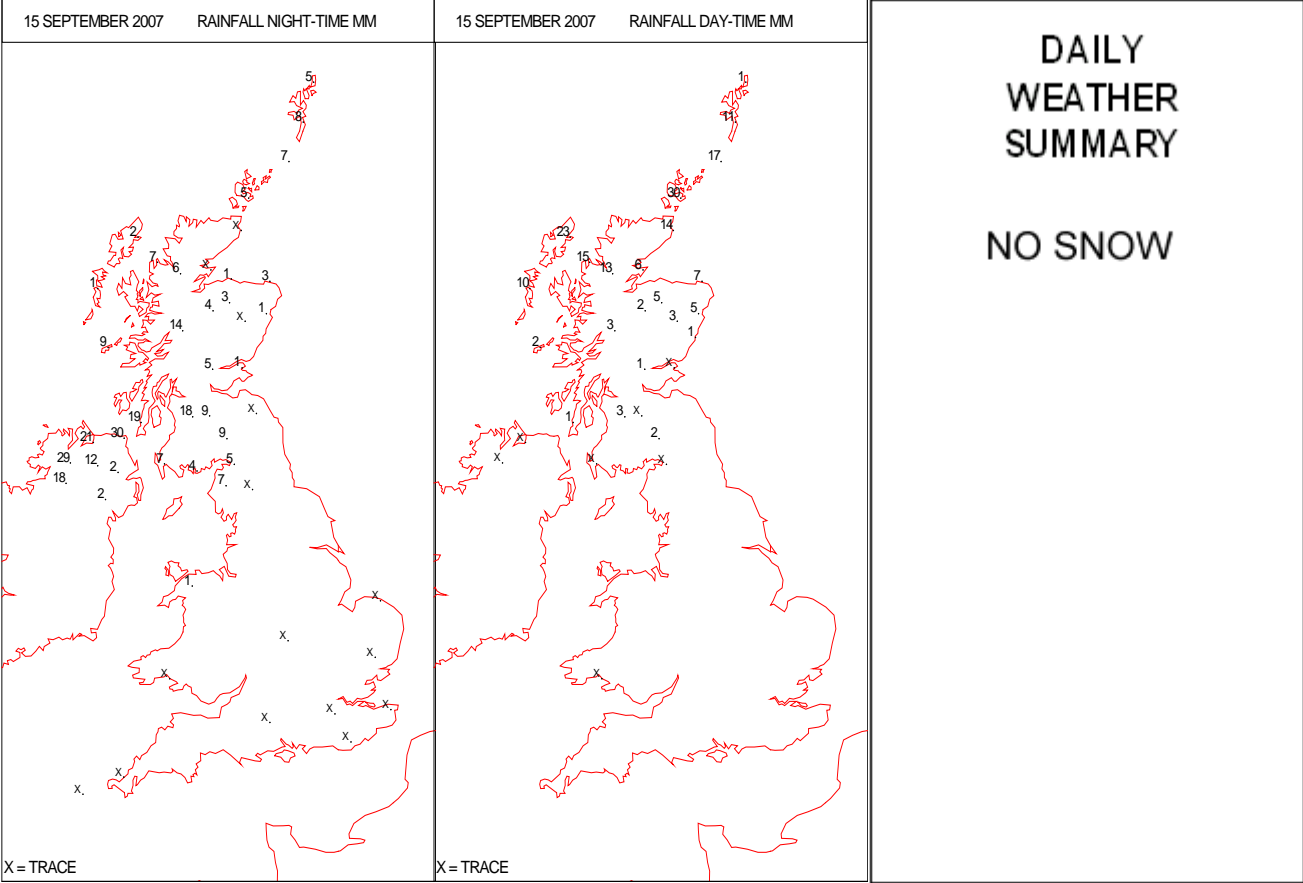 15 SEPTEMBER 2007 RAINFALL NIGHT-TIME MM
5
8
7
5
X
2
7
6
X
1
3
1
3
4
1
X
14
9
5
1
19
18
9
X
21
30
9
29
12
2
7
4
5
18
7
X
2
1
X
X
X
X
X
X
X
X
X
X
X = TRACE
15 SEPTEMBER 2007 RAINFALL DAY-TIME MM
1
11
17
30
14
23
15
13
6
7
10
5
2
5
3
3
1
2
1
X
1
3
X
X
2
X
X
X
X
X = TRACE
DAILY
WEATHER
SUMMARY
NO SNOW